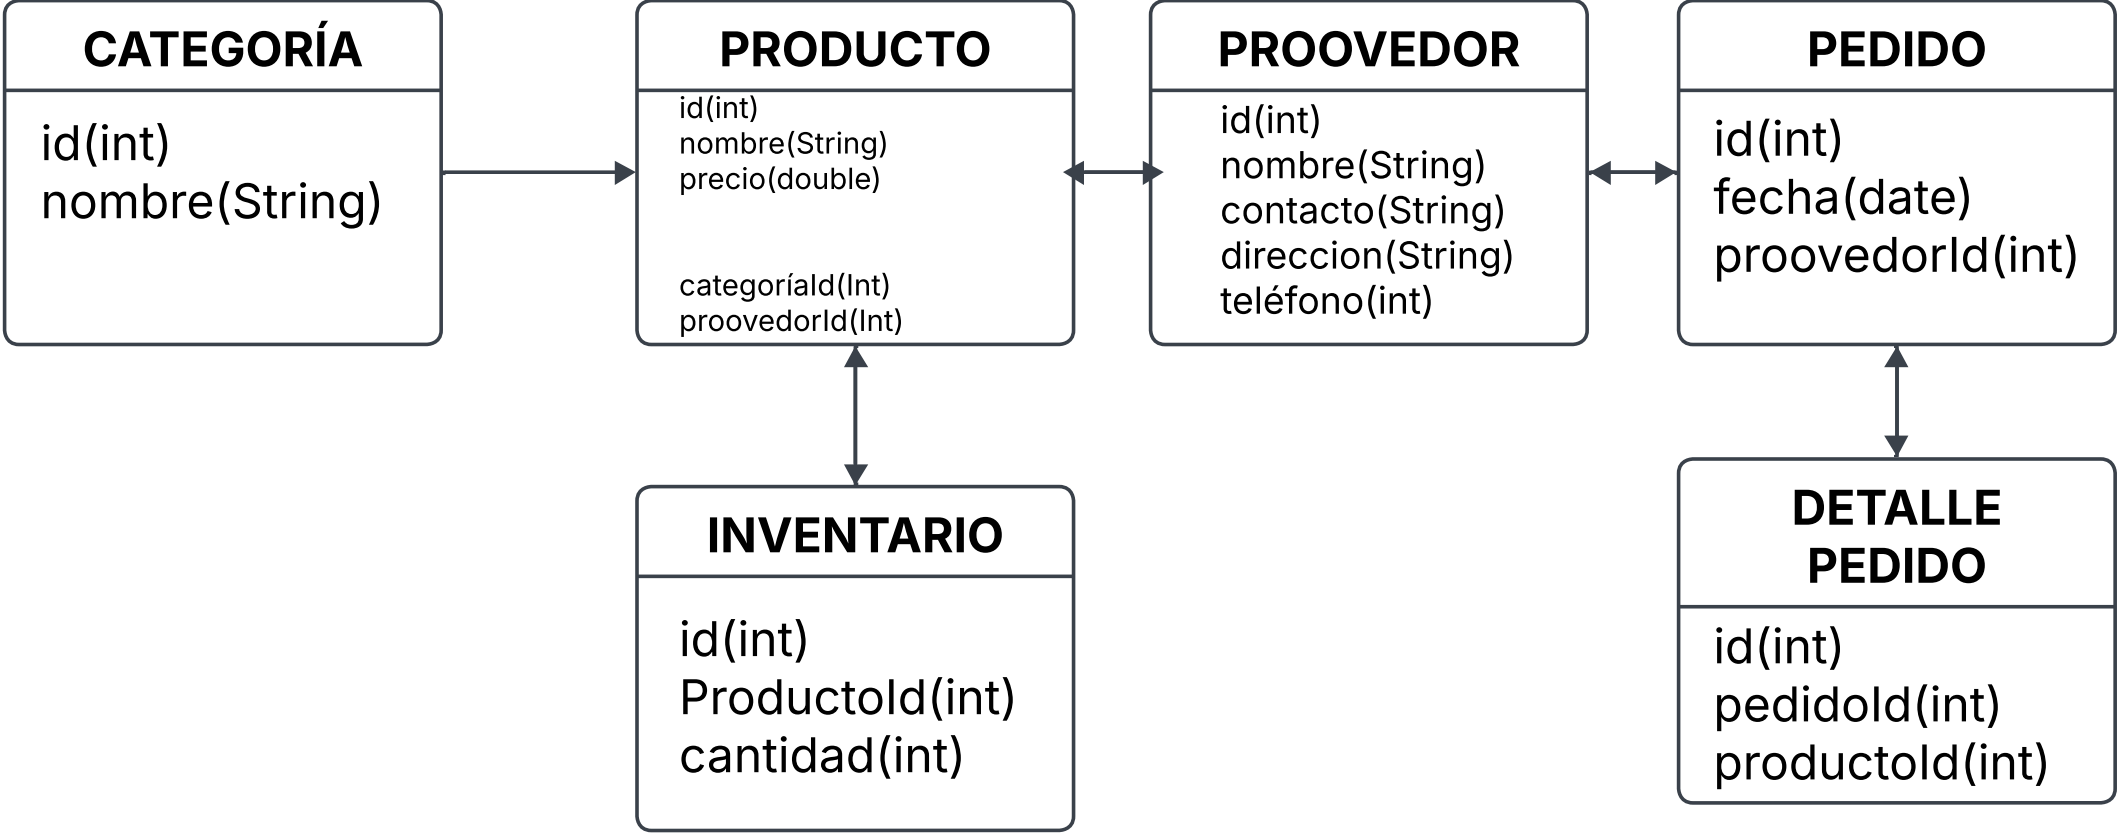 CATEGORÍA
id(int)
nombre(String)
PRODUCTO
id(int)
nombre(String)
precio(double)
categoríaId(Int)
proovedorId(Int)
PROOVEDOR
id(int)
nombre(String)
contacto(String)
direccion(String)
teléfono(int)
PEDIDO
id(int)
fecha(date)
proovedorId(int)
INVENTARIO
id(int)
ProductoId(int)
cantidad(int)
DETALLE
PEDIDO
id(int)
pedidoId(int)
productoId(int)